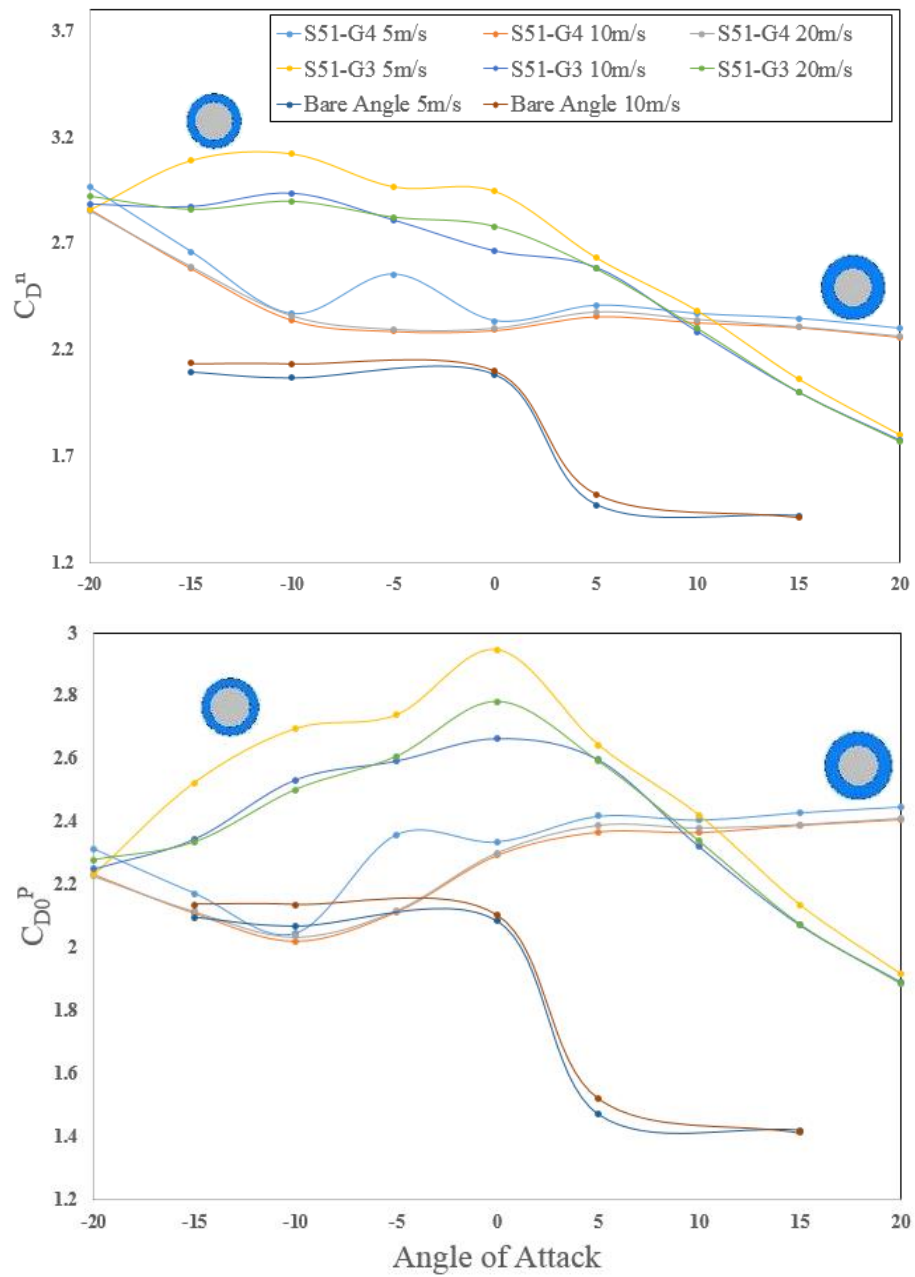 S51-G4 5m/s S51-G4 10m/s S51-G4 20m/s
S51-G3 5m/s S51-G3 10m/s S51-G3 20m/s
Bare Angle 5m/s Bare Angle 10m/s
3.7
3.2
2.7
2.2
1.7
1.2
C_D^n
-20 -15 -10 -5 0 5 10 15 20
3
2.8
2.6
2.4
2.2
2
1.8
1.6
1.4
1.2
C_D0^P
-20 -15 -10 -5 0 5 10 15 20
Angle of Attack